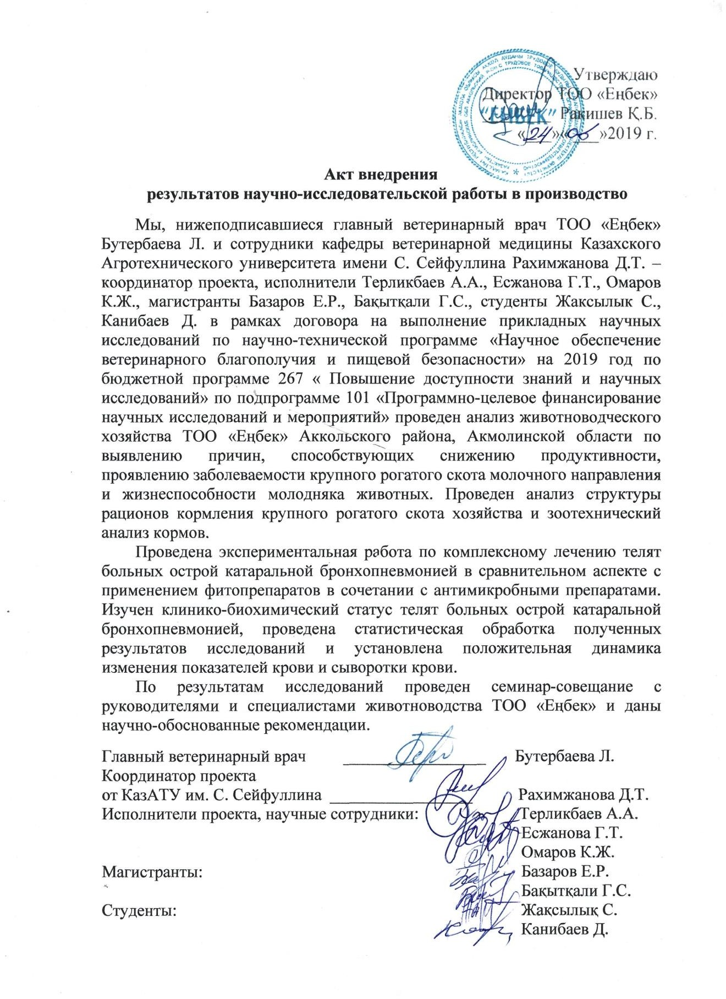 Утверждаю
Директор ТОО «Еңбек»
"ЕҢБЕК" Ракишев Қ.Б.
«24»«06»2019 г.
Акт внедрения
результатов научно-исследовательской работы в производство
Мы, нижеподписавшиеся главный ветеринарный врач ТОО «Еңбек»
Бутербаева Л. и сотрудники кафедры ветеринарной медицины Казахского
Агротехнического университета имени С. Сейфуллина Рахимжанова Д.Т. –
координатор проекта, исполнители Терликбаев А.А., Есжанова Г.Т., Омаров
К.Ж., магистранты Базаров Е.Р., Бақытқали Г.С., студенты Жаксылык С.,
Канибаев Д. в рамках договора на выполнение прикладных научных
исследований по научно-технической программе «Научное обеспечение
ветеринарного благополучия и пищевой безопасности» на 2019 год по
бюджетной программе 267 « Повышение доступности знаний и научных
исследований» по подпрограмме 101 «Программно-целевое финансирование
научных исследований и мероприятий» проведен анализ животноводческого
хозяйства ТОО «Еңбек» Аккольского района, Акмолинской области по
выявлению причин, способствующих снижению продуктивности,
проявлению заболеваемости крупного рогатого скота молочного направления
и жизнеспособности молодняка животных. Проведен анализ структуры
рационов кормления крупного рогатого скота хозяйства и зоотехнический
анализ кормов.
Проведена экспериментальная работа по комплексному лечению телят
больных острой катаральной бронхопневмонией в сравнительном аспекте с
применением фитопрепаратов в сочетании с антимикробными препаратами.
Изучен клинико-биохимический статус телят больных острой катаральной
бронхопневмонией, проведена статистическая обработка полученных
результатов исследований и установлена положительная динамика
изменения показателей крови и сыворотки крови.
По результатам исследований проведен семинар-совещание с
руководителями и специалистами животноводства ТОО «Еңбек» и даны
научно-обоснованные рекомендации.
Главный ветеринарный врач Бутербаева Л.
Координатор проекта
от КазАТУ им. С. Сейфуллина Рахимжанова Д.Т.
Исполнители проекта, научные сотрудники: Терликбаев А.А.
Есжанова Г.Т.
Омаров К.Ж.
Магистранты: Базаров Е.Р.
Бақытқали Г.С.
Студенты: Жақсылық С.
Канибаев Д.